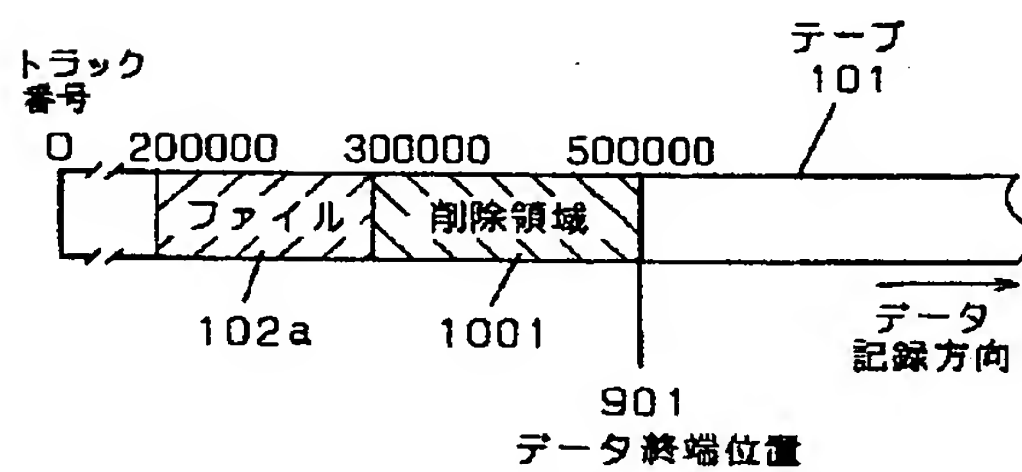 テープ
101
トラック
番号
0 200000 300000 500000
ファイル 削除領域
102a 1001
データ
記録方向
901
データ終端位置